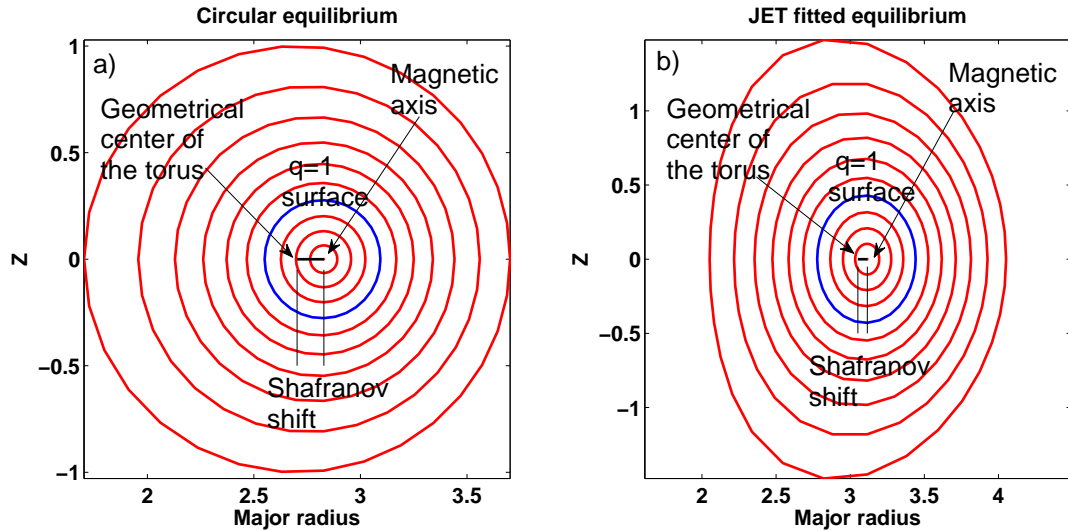 Circular equilibrium
a)
Magnetic
axis
Geometrical
center of
the torus
q=1
surface
Shafranov
shift
1
0.5
0
−0.5
−1
Z
2
2.5
3
3.5
Major radius
JET fitted equilibrium
b)
Magnetic
axis
Geometrical
center of
the torus
q=1
surface
Shafranov
shift
1
0.5
0
−0.5
−1
Z
2
2.5
3
3.5
4
Major radius